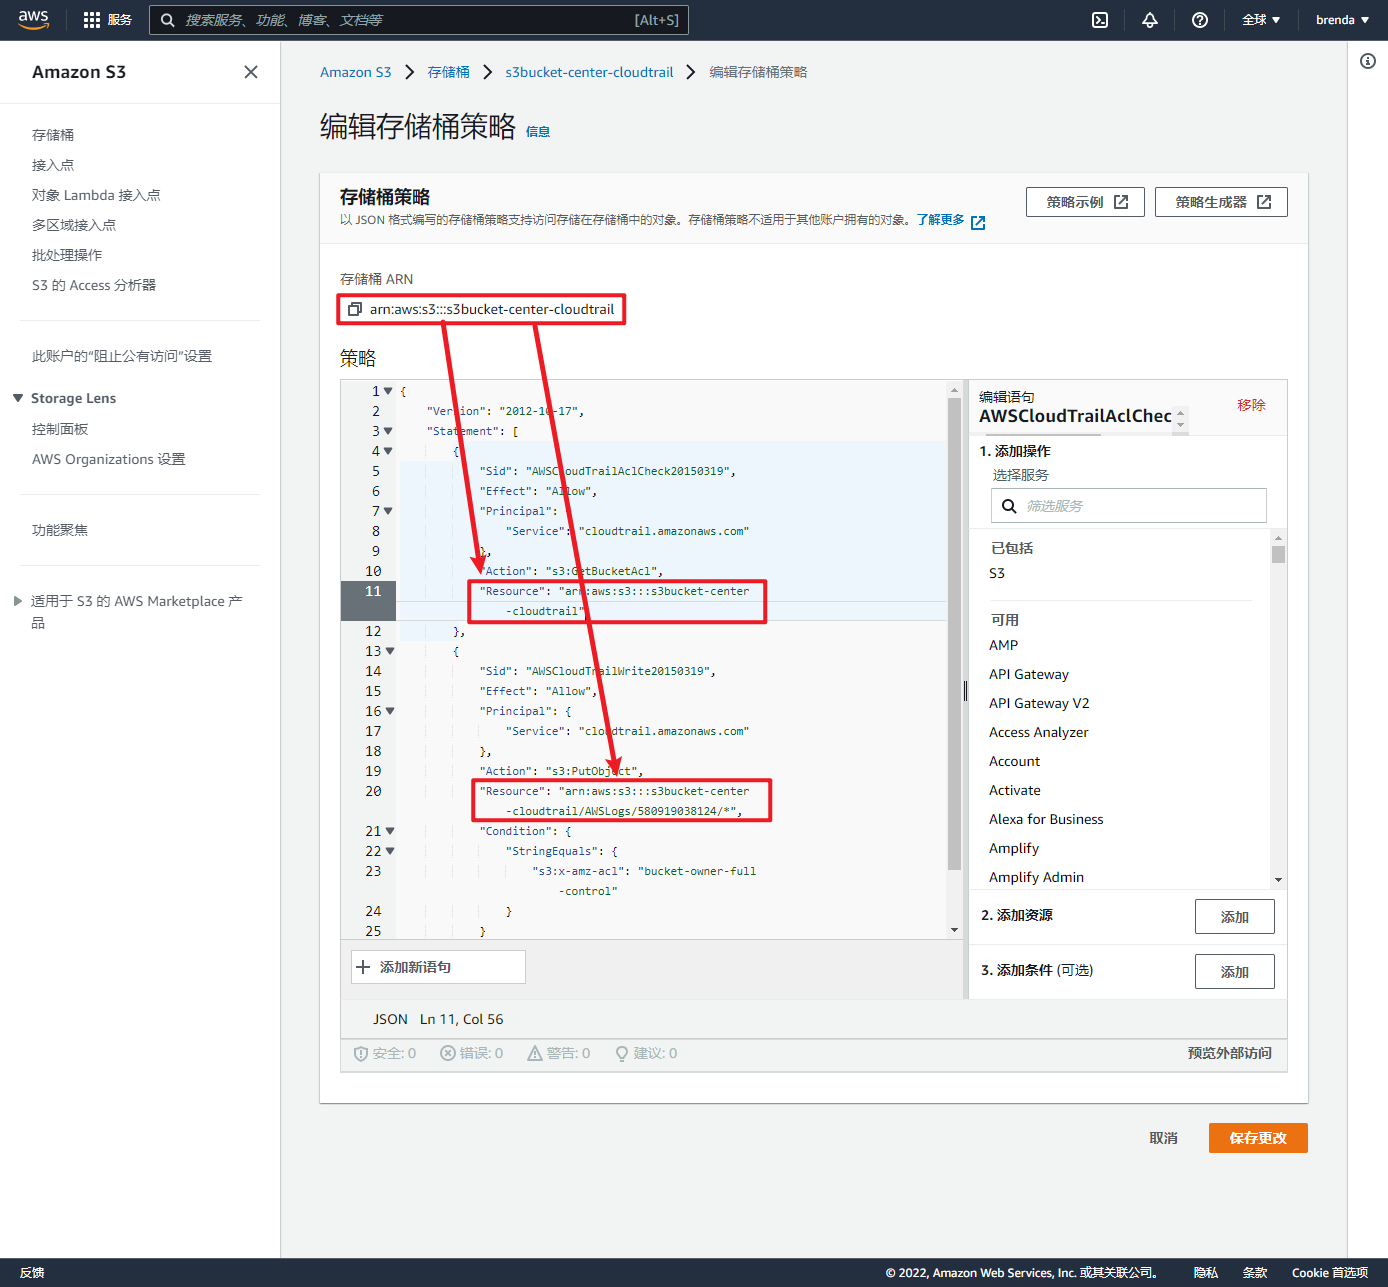 aws
服务
搜索服务、功能、博客、文档等
[Alt+S]
全球
brenda
Amazon S3
存储桶
接入点
对象 Lambda 接入点
多区域接入点
批处理操作
S3 的 Access 分析器
此账户的“阻止公有访问”设置
Storage Lens
控制面板
AWS Organizations 设置
功能聚焦
适用于 S3 的 AWS Marketplace 产
品
Amazon S3
存储桶
s3bucket-center-cloudtrail
编辑存储桶策略
编辑存储桶策略 信息
存储桶策略
以 JSON 格式编写的存储桶策略支持访问存储在存储桶中的对象。存储桶策略不适用于其他账户拥有的对象。了解更多
策略示例
策略生成器
存储桶 ARN
arn:aws:s3:::s3bucket-center-cloudtrail
策略
1 {
2 "Version": "2012-10-17",
3 "Statement": [
4 {
5 "Sid": "AWSCloudTrailAclCheck20150319",
6 "Effect": "Allow",
7 "Principal":
8 "Service": "cloudtrail.amazonaws.com"
9 },
10 "Action": "s3:GetBucketAcl",
11 "Resource": "arn:aws:s3:::s3bucket-center
-cloudtrail"
12 },
13 {
14 "Sid": "AWSCloudTrailWrite20150319",
15 "Effect": "Allow",
16 "Principal": {
17 "Service": "cloudtrail.amazonaws.com"
18 },
19 "Action": "s3:PutObject",
20 "Resource": "arn:aws:s3:::s3bucket-center
-cloudtrail/AWSLogs/580919038124/*",
21 "Condition": {
22 "StringEquals": {
23 "s3:x-amz-acl": "bucket-owner-full
-control"
24 }
25 }
添加新语句
JSON Ln 11, Col 56
安全: 0
错误: 0
警告: 0
建议: 0
预览外部访问
编辑语句
AWSCloudTrailAclChec
移除
1. 添加操作
选择服务
筛选服务
已包括
S3
可用
AMP
API Gateway
API Gateway V2
Access Analyzer
Account
Activate
Alexa for Business
Amplify
Amplify Admin
2. 添加资源
添加
3. 添加条件 (可选)
添加
取消
保存更改
反馈
© 2022, Amazon Web Services, Inc. 或其关联公司。
隐私
条款
Cookie 首选项